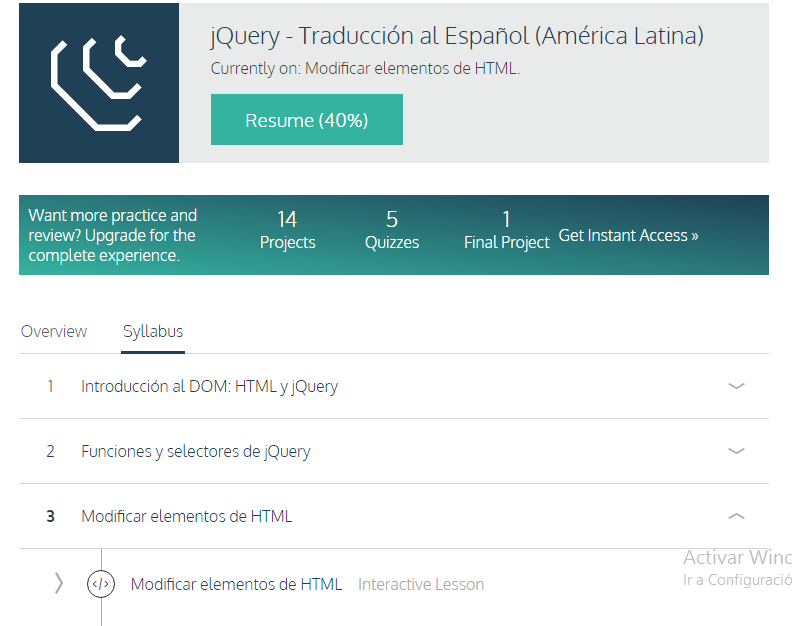 jQuery - Traducción al Español (América Latina)
Currently on: Modificar elementos de HTML.
Resume (40%)
Want more practice and
review? Upgrade for the
complete experience.
14
Projects
5
Quizzes
1
Final Project
Get Instant Access »
Overview
Syllabus
1 Introducción al DOM: HTML y jQuery
2 Funciones y selectores de jQuery
3 Modificar elementos de HTML
</> Modificar elementos de HTML Interactive Lesson
Activar Winc
Ir a Configuració